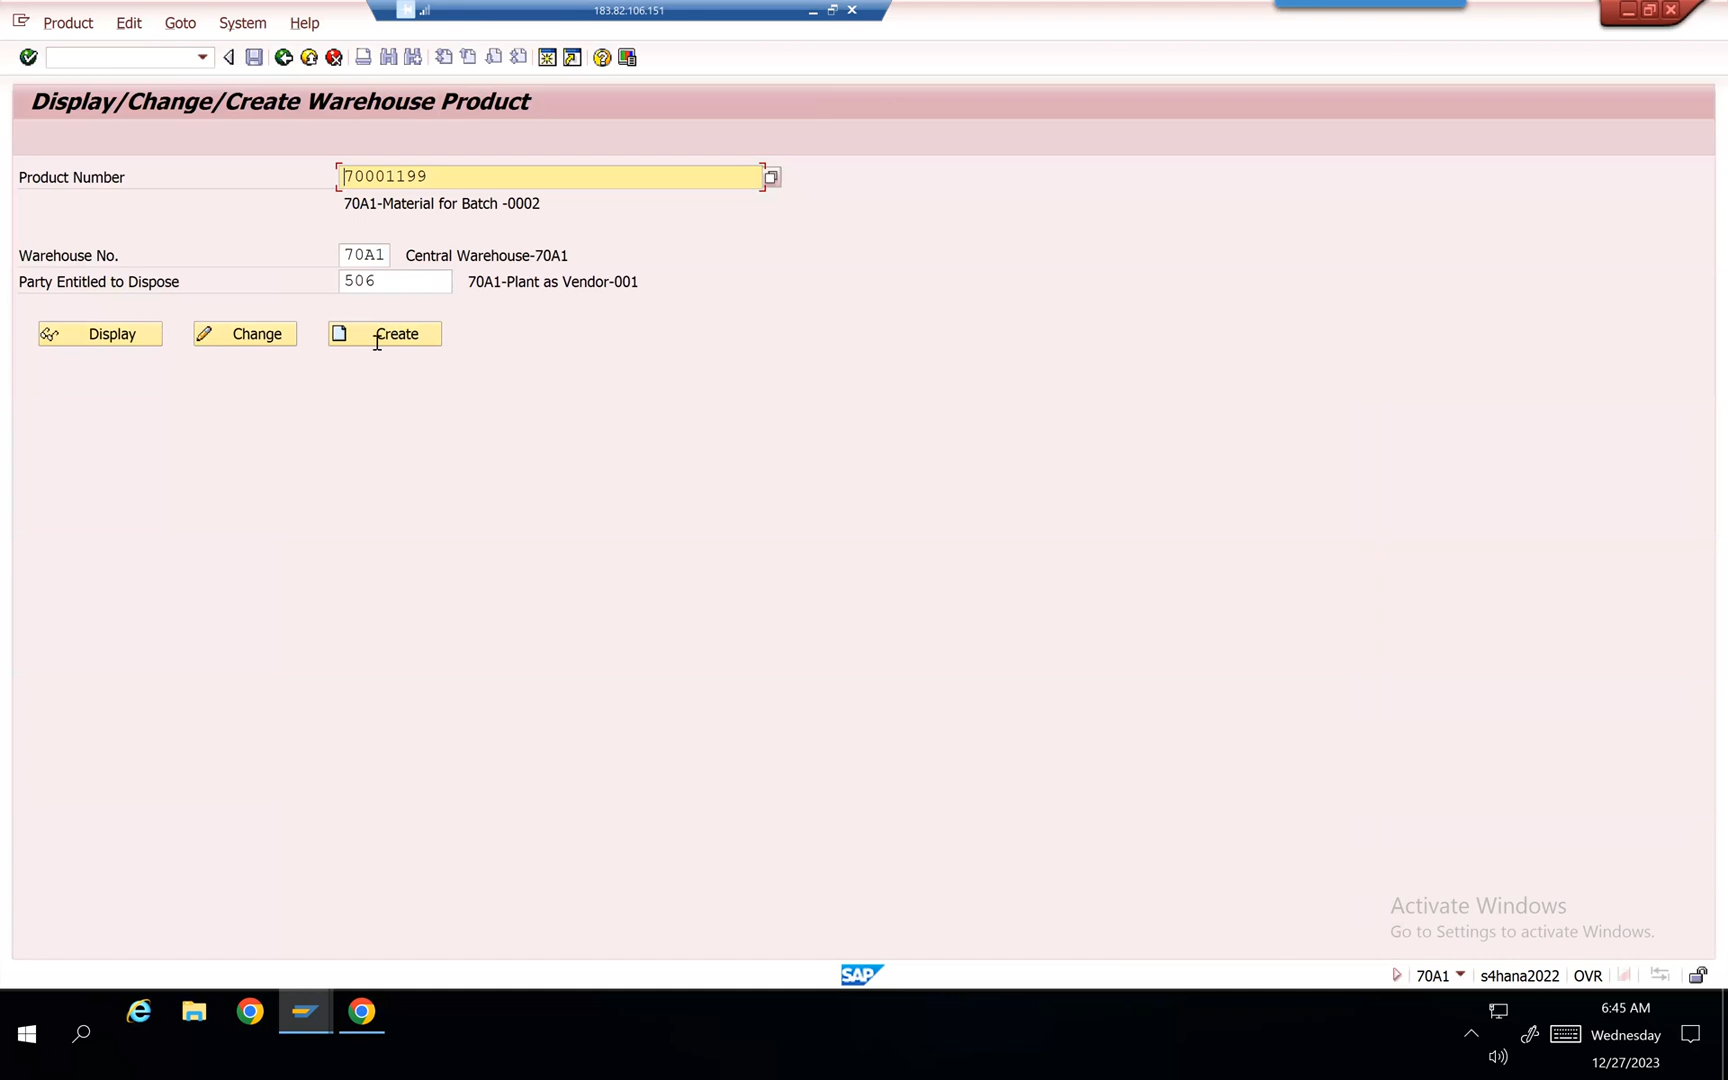 183.82.106.151
Product Edit Goto System Help
Display/Change/Create Warehouse Product
Product Number 70001199
70A1-Material for Batch -0002
Warehouse No. 70A1 Central Warehouse-70A1
Party Entitled to Dispose 506 70A1-Plant as Vendor-001
Display Change Create
Activate Windows
Go to Settings to activate Windows.
SAP 70A1 s4hana2022 OVR
6:45 AM
Wednesday
12/27/2023